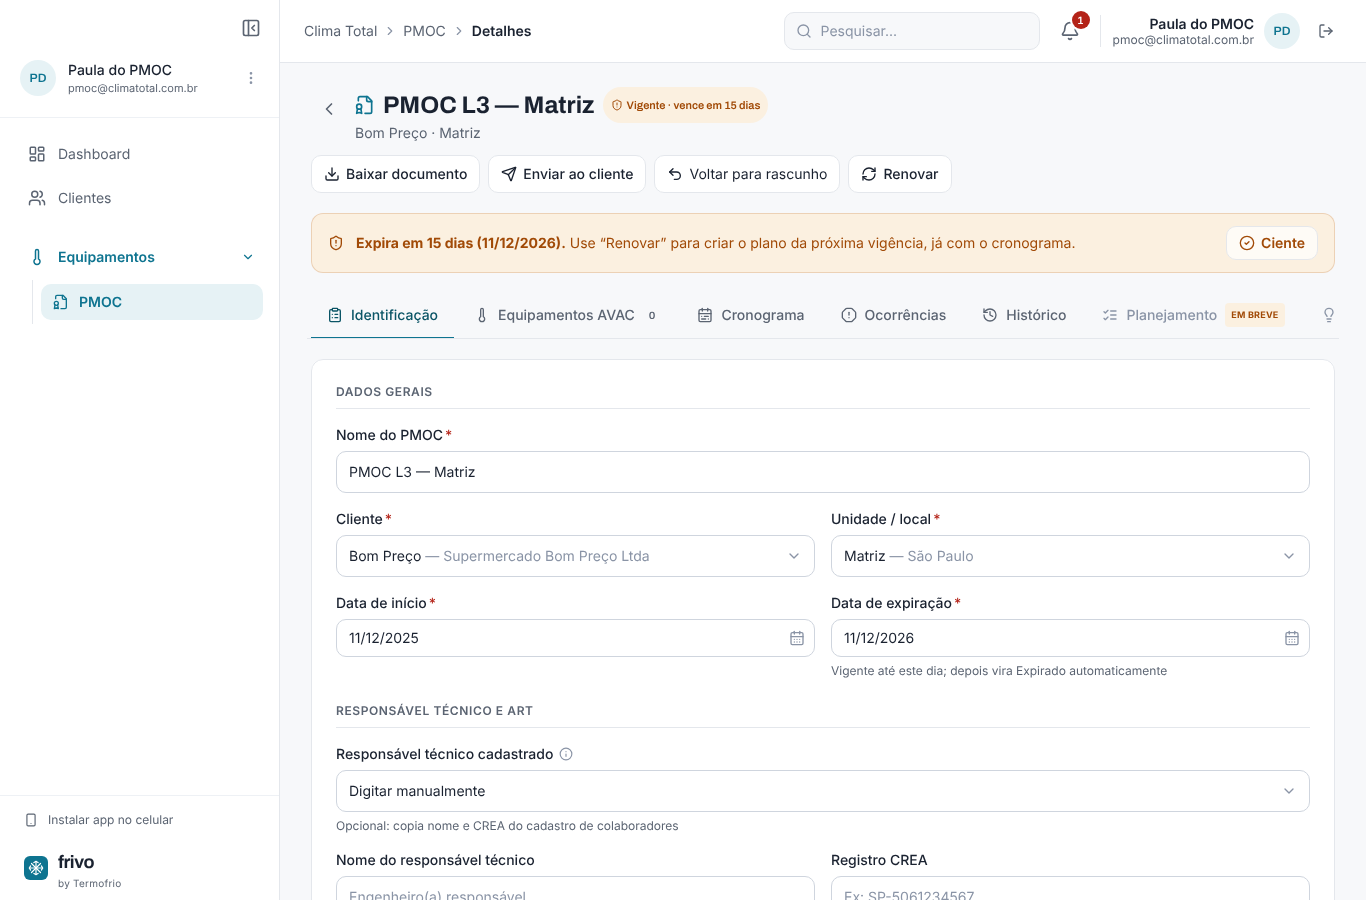 Clima Total
PMOC
Detalhes
Pesquisar...
1
Paula do PMOC
pmoc@climatotal.com.br
PD
PD
Paula do PMOC
pmoc@climatotal.com.br
Dashboard
Clientes
Equipamentos
PMOC
Instalar app no celular
frivo
by Termofrio
PMOC L3 — Matriz
Vigente · vence em 15 dias
Bom Preço · Matriz
Baixar documento
Enviar ao cliente
Voltar para rascunho
Renovar
Expira em 15 dias (11/12/2026). Use “Renovar” para criar o plano da próxima vigência, já com o cronograma.
Ciente
Identificação
Equipamentos AVAC 0
Cronograma
Ocorrências
Histórico
Planejamento EM BREVE
DADOS GERAIS
Nome do PMOC *
PMOC L3 — Matriz
Cliente *
Unidade / local *
Bom Preço — Supermercado Bom Preço Ltda
Matriz — São Paulo
Data de início *
Data de expiração *
11/12/2025
11/12/2026
Vigente até este dia; depois vira Expirado automaticamente
RESPONSÁVEL TÉCNICO E ART
Responsável técnico cadastrado
Digitar manualmente
Opcional: copia nome e CREA do cadastro de colaboradores
Nome do responsável técnico
Registro CREA
Engenheiro(a) responsável
Ex: SP-5061234567